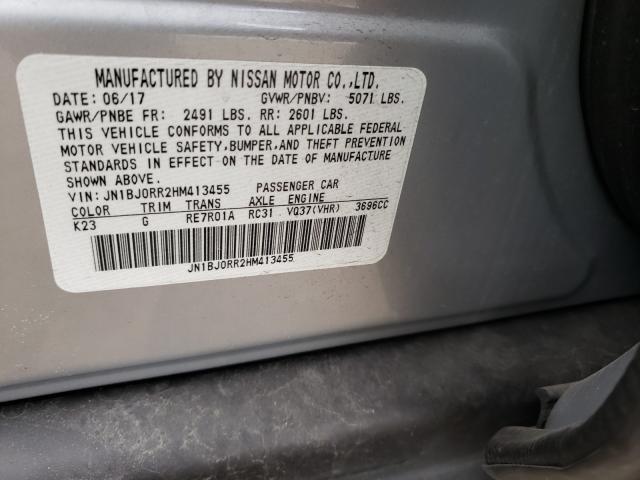 MANUFACTURED BY NISSAN MOTOR CO.,LTD.
DATE: 06/17 GVWR/PNBV: 5071 LBS.
GAWR/PNBE FR: 2491 LBS. RR: 2601 LBS.
THIS VEHICLE CONFORMS TO ALL APPLICABLE FEDERAL
MOTOR VEHICLE SAFETY, BUMPER, AND THEFT PREVENTION
STANDARDS IN EFFECT ON THE DATE OF MANUFACTURE
SHOWN ABOVE.
VIN: JN1BJ0RR2HM413455 PASSENGER CAR
COLOR TRIM TRANS AXLE ENGINE
K23 G RE7R01A RC31 VQ37(VHR) 3696CC
JN1BJ0RR2HM413455